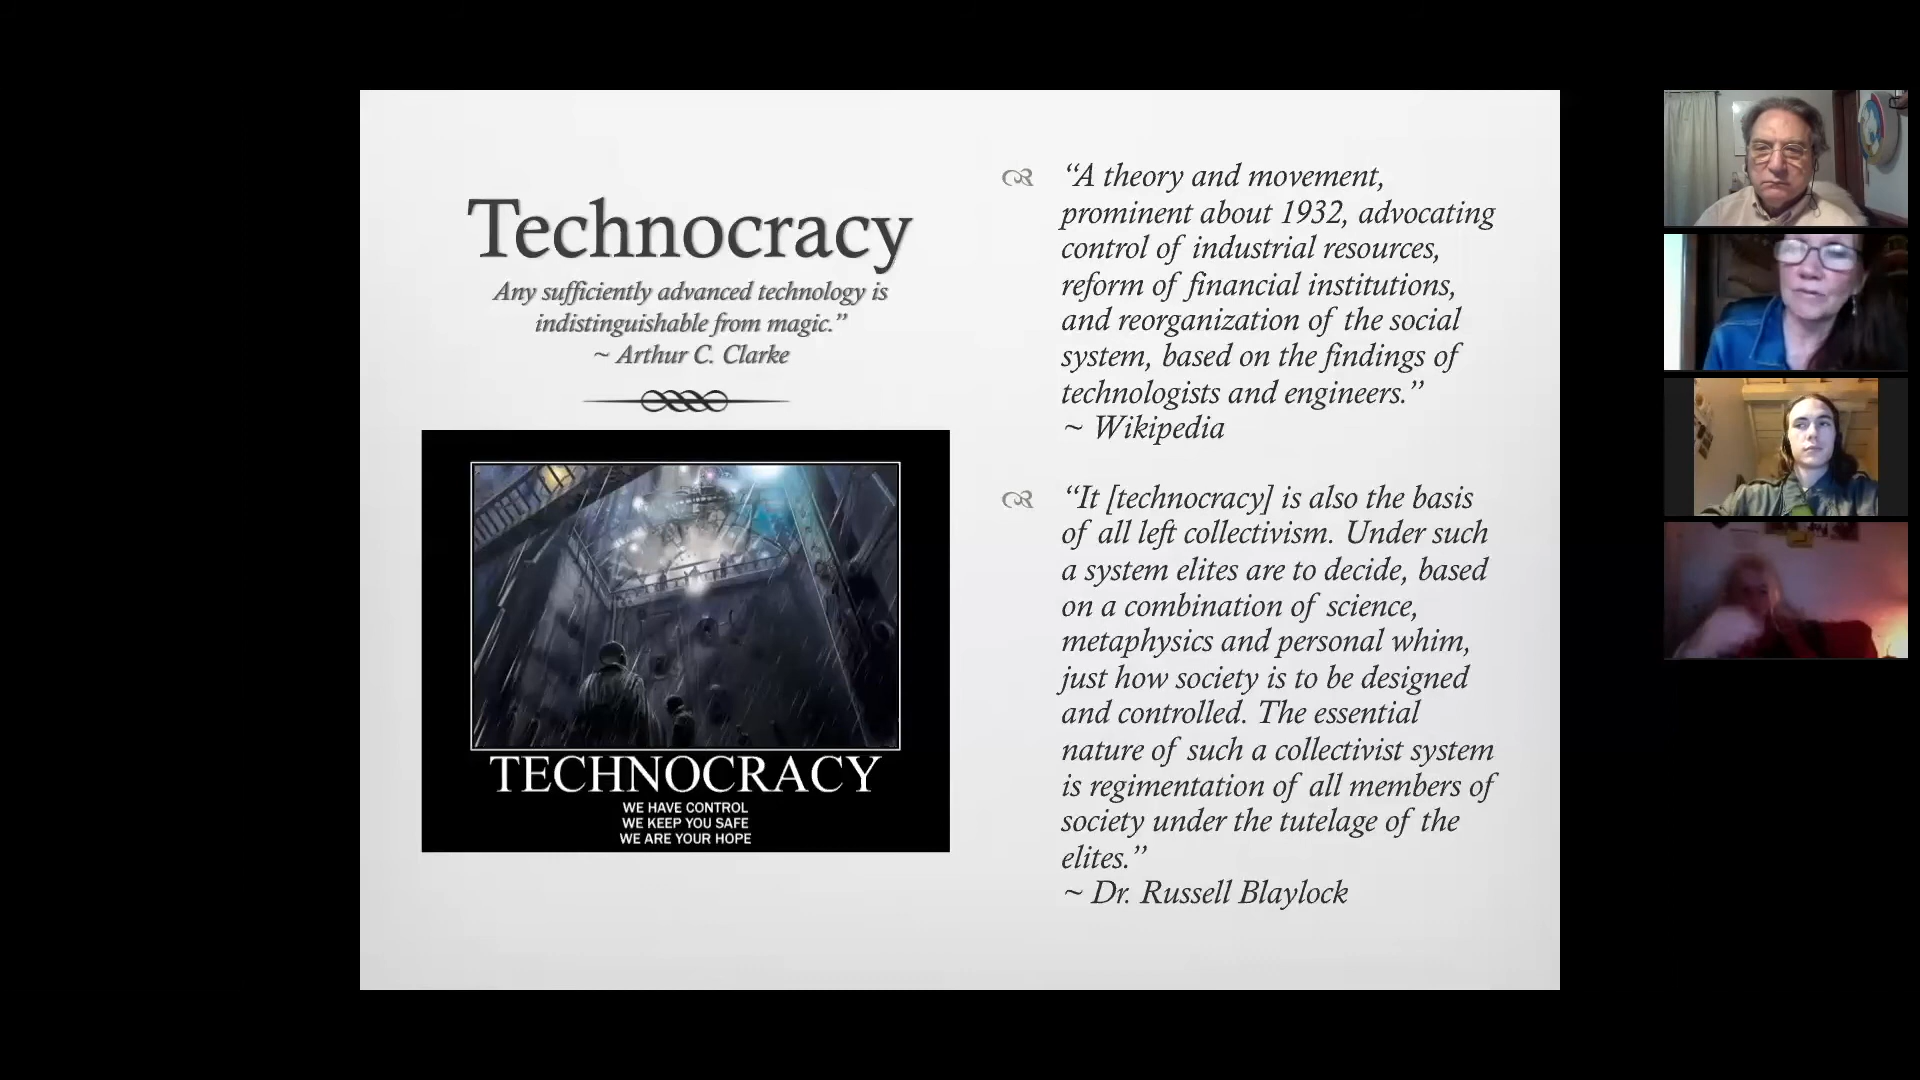 Technocracy
Any sufficiently advanced technology is
indistinguishable from magic.”
~ Arthur C. Clarke
TECHNOCRACY
WE HAVE CONTROL
WE KEEP YOU SAFE
WE ARE YOUR HOPE
“A theory and movement,
prominent about 1932, advocating
control of industrial resources,
reform of financial institutions,
and reorganization of the social
system, based on the findings of
technologists and engineers.”
~ Wikipedia
“It [technocracy] is also the basis
of all left collectivism. Under such
a system elites are to decide, based
on a combination of science,
metaphysics and personal whim,
just how society is to be designed
and controlled. The essential
nature of such a collectivist system
is regimentation of all members of
society under the tutelage of the
elites.”
~ Dr. Russell Blaylock